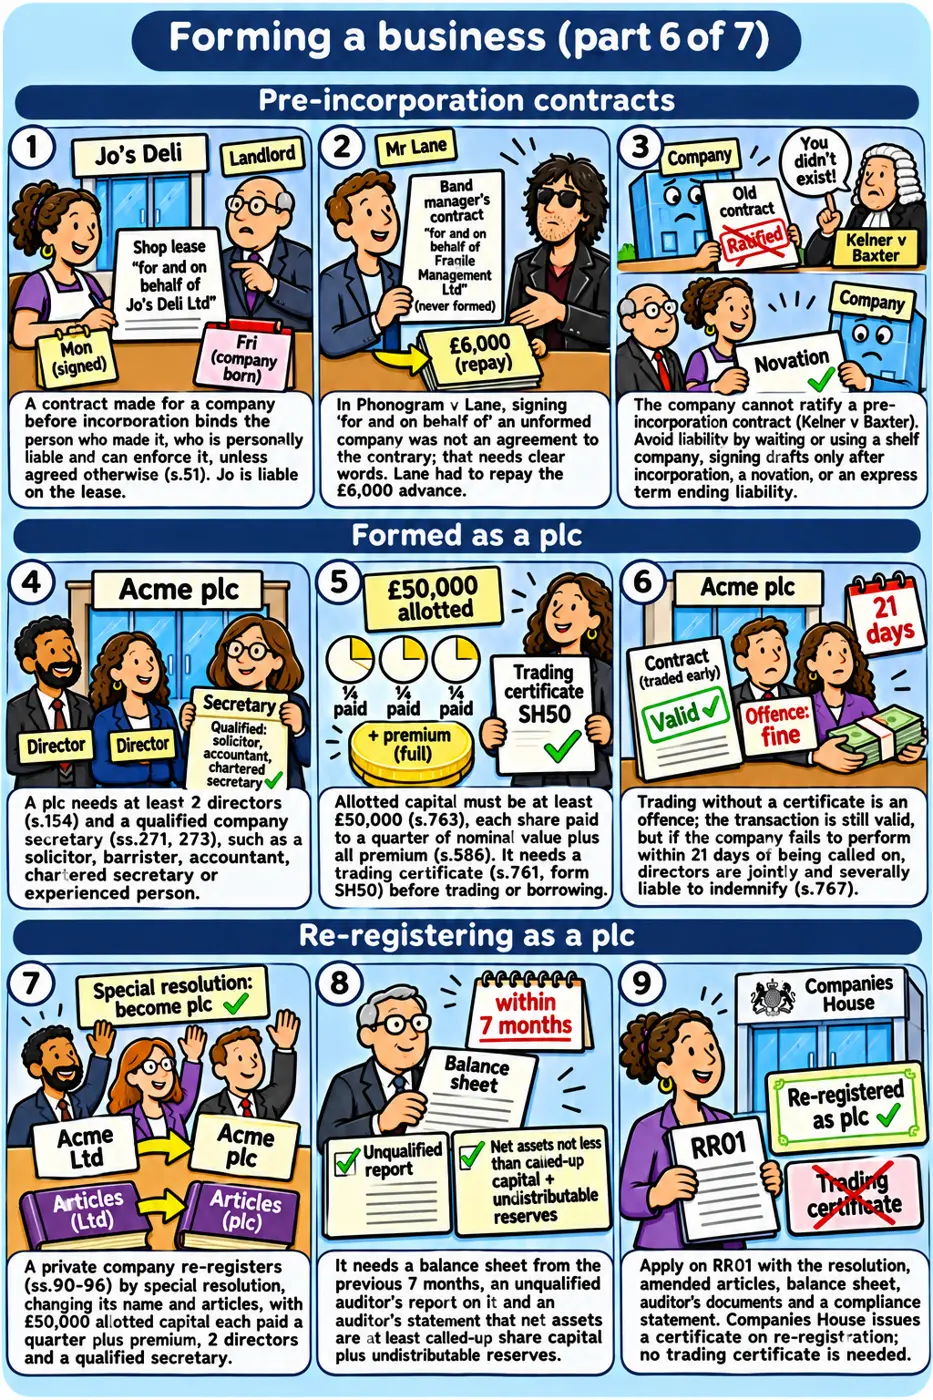 Forming a business (part 6 of 7)
Pre-incorporation contracts
1
Jo's Deli
Landlord
Shop lease
"for and on
behalf of
Jo's Deli Ltd"
Mon
(signed)
Fri
(company
born)
A contract made for a company
before incorporation binds the
person who made it, who is personally
liable and can enforce it, unless
agreed otherwise (s.51). Jo is liable
on the lease.
2
Mr Lane
Band
manager's
contract
"for and on
behalf of
Fragile
Management
Ltd"
(never formed)
£6,000
(repay)
In Phonogram v Lane, signing
'for and on behalf of' an unformed
company was not an agreement to
the contrary; that needs clear
words. Lane had to repay the
£6,000 advance.
3
Company
You
didn't
exist!
Old
contract
Ratified
Kelner v
Baxter
Company
Novation
The company cannot ratify a pre-
incorporation contract (Kelner v Baxter).
Avoid liability by waiting or using a shelf
company, signing drafts only after
incorporation, a novation, or an express
term ending liability.
Formed as a plc
4
Acme plc
Director
Director
Secretary
Qualified:
solicitor,
accountant,
chartered
secretary
A plc needs at least 2 directors
(s.154) and a qualified company
secretary (ss.271, 273), such as a
solicitor, barrister, accountant,
chartered secretary or
experienced person.
5
£50,000
allotted
¼ paid
¼ paid
¼ paid
+ premium
(full)
Trading
certificate
SH50
Allotted capital must be at least
£50,000 (s.763), each share paid
to a quarter of nominal value plus
all premium (s.586). It needs a
trading certificate (s.761, form
SH50) before trading or borrowing.
6
Acme plc
21
days
Contract
(traded early)
Valid
Offence:
fine
Trading without a certificate is an
offence; the transaction is still valid,
but if the company fails to perform
within 21 days of being called on,
directors are jointly and severally
liable to indemnify (s.767).
Re-registering as a plc
7
Special resolution:
become plc
Acme
Ltd
Acme
plc
Articles
(Ltd)
Articles
(plc)
A private company re-registers
(ss.90-96) by special resolution,
changing its name and articles, with
£50,000 allotted capital each paid a
quarter plus premium, 2 directors
and a qualified secretary.
8
within
7 months
Balance
sheet
Unqualified
report
Net assets not less
than called-up
capital +
undistributable
reserves
It needs a balance sheet from the
previous 7 months, an unqualified
auditor's report on it and an
auditor's statement that net assets
are at least called-up share capital
plus undistributable reserves.
9
Companies
House
RR01
Re-registered
as plc
Trading
certificate
Apply on RR01 with the resolution,
amended articles, balance sheet,
auditor's documents and a compliance
statement. Companies House issues
a certificate on re-registration;
no trading certificate is needed.